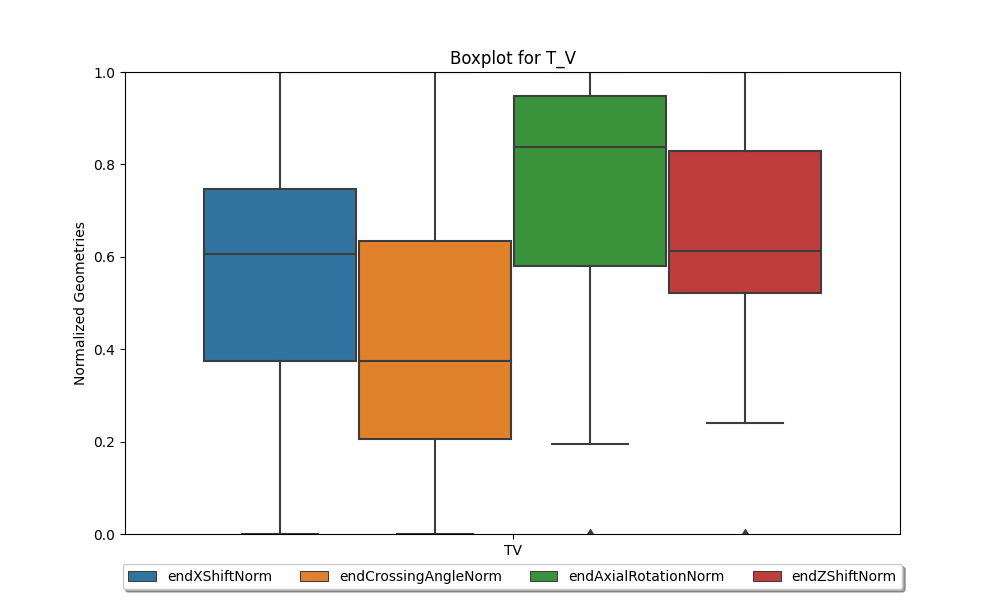 Boxplot for T_V
1.0
0.8
0.6
0.4
0.2
0.0
Normalized Geometries
TV
endXShiftNorm endCrossingAngleNorm endAxialRotationNorm endZShiftNorm